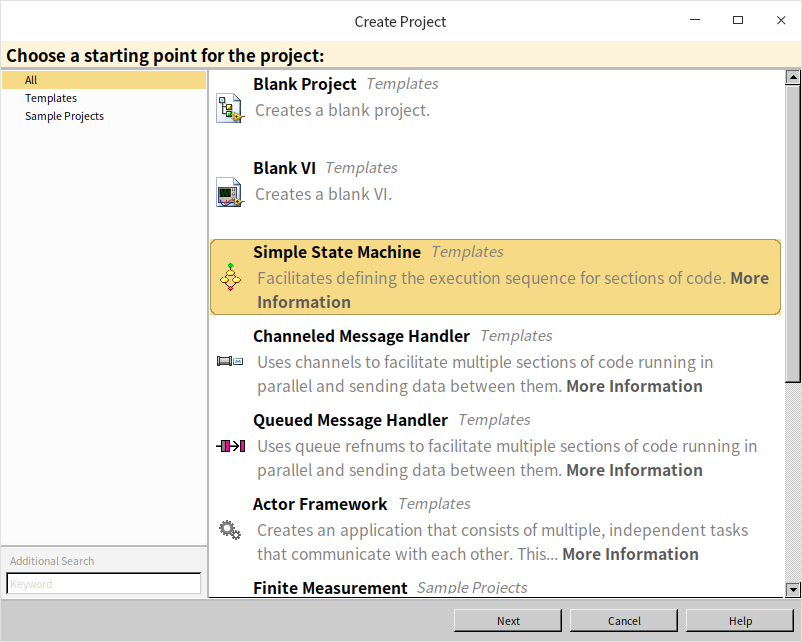 Create Project
Choose a starting point for the project:
All
Templates
Sample Projects
Blank Project Templates
Creates a blank project.
Blank VI Templates
Creates a blank VI.
Simple State Machine Templates
Facilitates defining the execution sequence for sections of code. More
Information
Channeled Message Handler Templates
Uses channels to facilitate multiple sections of code running in
parallel and sending data between them. More Information
Queued Message Handler Templates
Uses queue refnums to facilitate multiple sections of code running in
parallel and sending data between them. More Information
Actor Framework Templates
Creates an application that consists of multiple, independent tasks
that communicate with each other. This... More Information
Finite Measurement Sample Projects
Additional Search
Keyword
Next
Cancel
Help